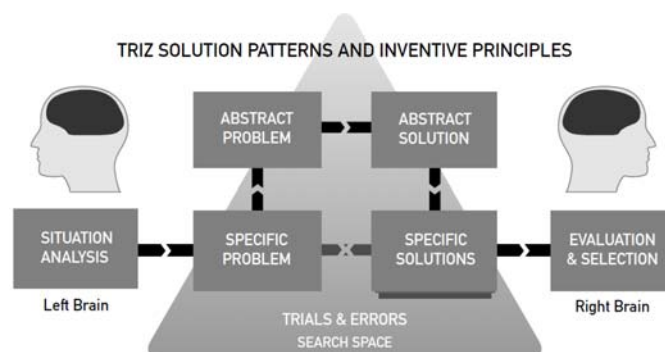 TRIZ SOLUTION PATTERNS AND INVENTIVE PRINCIPLES
ABSTRACT
PROBLEM
ABSTRACT
SOLUTION
SITUATION
ANALYSIS
SPECIFIC
PROBLEM
SPECIFIC
SOLUTIONS
EVALUATION
& SELECTION
Left Brain
Right Brain
TRIALS & ERRORS
SEARCH SPACE